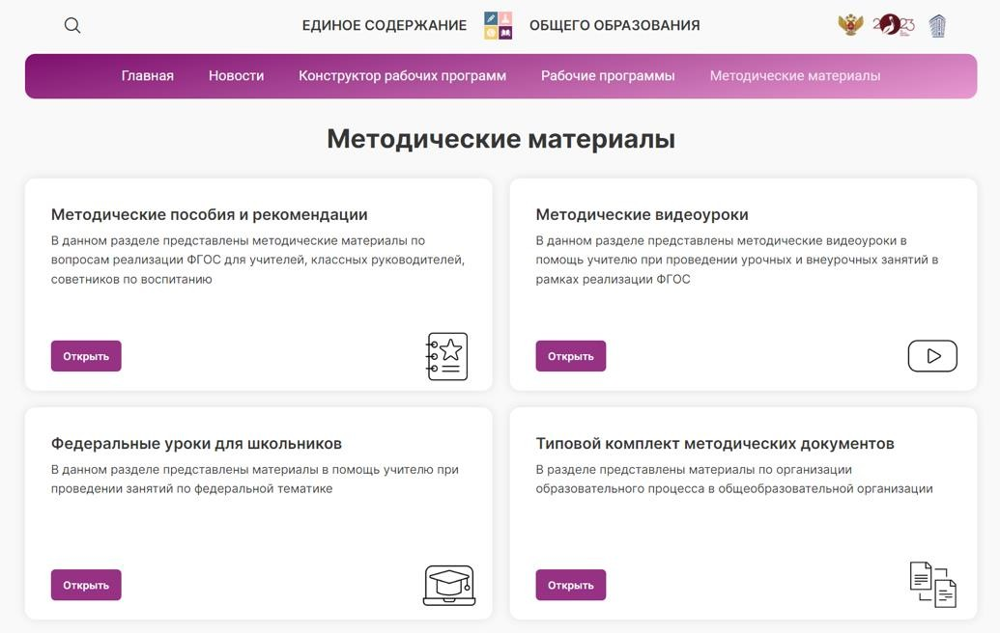 ЕДИНОЕ СОДЕРЖАНИЕ ОБЩЕГО ОБРАЗОВАНИЯ
2023
Главная Новости Конструктор рабочих программ Рабочие программы Методические материалы
Методические материалы
Методические пособия и рекомендации
В данном разделе представлены методические материалы по
вопросам реализации ФГОС для учителей, классных руководителей,
советников по воспитанию
Открыть
Методические видеоуроки
В данном разделе представлены методические видеоуроки в
помощь учителю при проведении урочных и внеурочных занятий в
рамках реализации ФГОС
Открыть
Федеральные уроки для школьников
В данном разделе представлены материалы в помощь учителю при
проведении занятий по федеральной тематике
Открыть
Типовой комплект методических документов
В разделе представлены материалы по организации
образовательного процесса в общеобразовательной организации
Открыть